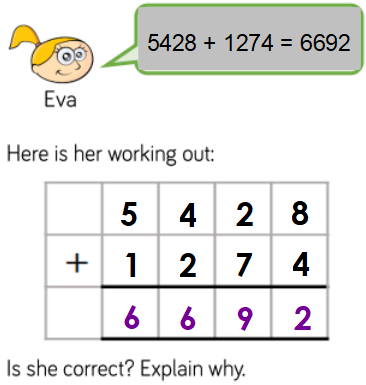 5428 + 1274 = 6692
Eva
Here is her working out:
5 4 2 8
+ 1 2 7 4
6 6 9 2
Is she correct? Explain why.